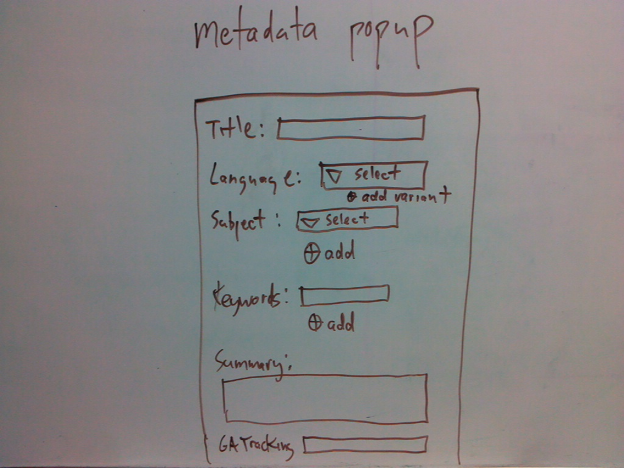 metadata popup
Title:
Language: select
⊕ add variant
Subject: select
⊕ add
Keywords:
⊕ add
Summary:
GA Tracking